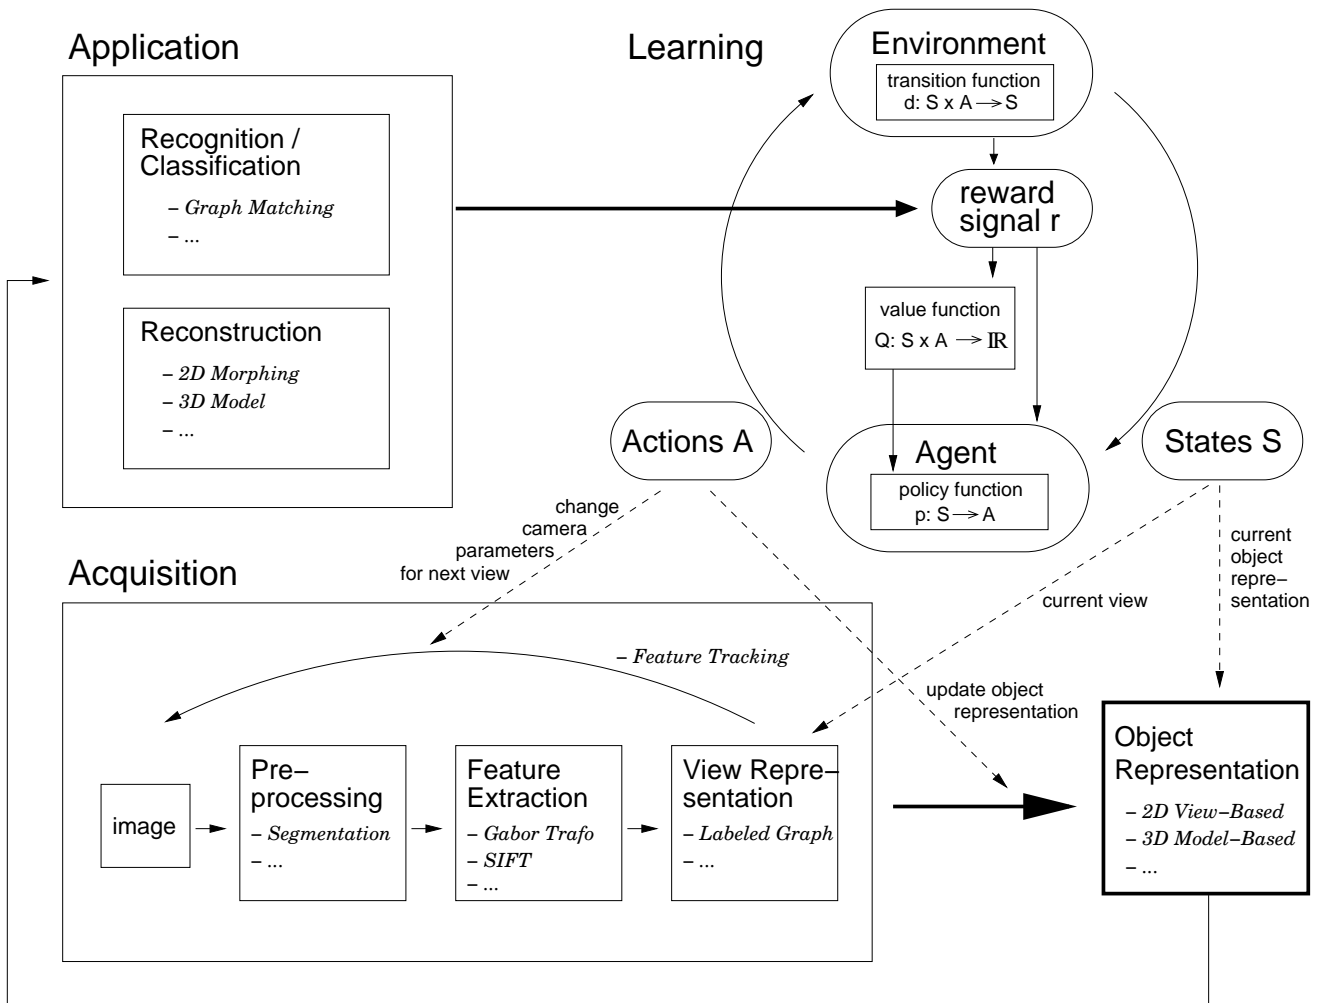 Application
Recognition /
Classification
– Graph Matching
– ...
Reconstruction
– 2D Morphing
– 3D Model
– ...
Learning
Environment
transition function
d: S x A → S
reward
signal r
value function
Q: S x A → ℝ
Actions A
Agent
policy function
p: S → A
States S
change
camera
parameters
for next view
current
object
repre–
sentation
current view
update object
representation
Acquisition
– Feature Tracking
image
Pre–
processing
– Segmentation
– ...
Feature
Extraction
– Gabor Trafo
– SIFT
– ...
View Repre–
sentation
– Labeled Graph
– ...
Object
Representation
– 2D View–Based
– 3D Model–Based
– ...